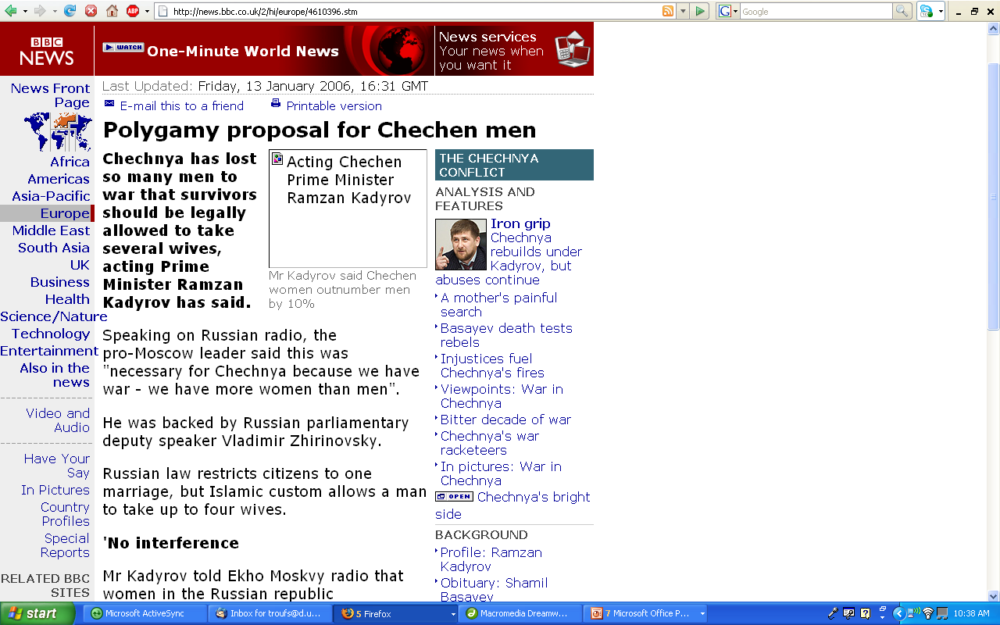 http://news.bbc.co.uk/2/hi/europe/4610396.stm
ABP
G
Google
BBC
NEWS
WATCH One-Minute World News
News services
Your news when
you want it
Last Updated: Friday, 13 January 2006, 16:31 GMT
E-mail this to a friend
Printable version
News Front
Page
Africa
Americas
Asia-Pacific
Europe
Middle East
South Asia
UK
Business
Health
Science/Nature
Technology
Entertainment
Also in the
news
Video and
Audio
Have Your
Say
In Pictures
Country
Profiles
Special
Reports
RELATED BBC
SITES
Polygamy proposal for Chechen men
Chechnya has lost
so many men to
war that survivors
should be legally
allowed to take
several wives,
acting Prime
Minister Ramzan
Kadyrov has said.
Acting Chechen
Prime Minister
Ramzan Kadyrov
Mr Kadyrov said Chechen
women outnumber men
by 10%
Speaking on Russian radio, the
pro-Moscow leader said this was
"necessary for Chechnya because we have
war - we have more women than men".
He was backed by Russian parliamentary
deputy speaker Vladimir Zhirinovsky.
Russian law restricts citizens to one
marriage, but Islamic custom allows a man
to take up to four wives.
'No interference
Mr Kadyrov told Ekho Moskvy radio that
women in the Russian republic
THE CHECHNYA
CONFLICT
ANALYSIS AND
FEATURES
Iron grip
Chechnya
rebuilds under
Kadyrov, but
abuses continue
A mother's painful
search
Basayev death tests
rebels
Injustices fuel
Chechnya's fires
Viewpoints: War in
Chechnya
Bitter decade of war
Chechnya's war
racketeers
In pictures: War in
Chechnya
OPEN Chechnya's bright
side
BACKGROUND
Profile: Ramzan
Kadyrov
Obituary: Shamil
Basayev
start
Microsoft ActiveSync
Inbox for troufs@d.u...
5 Firefox
Macromedia Dreamw...
7 Microsoft Office P...
10:38 AM